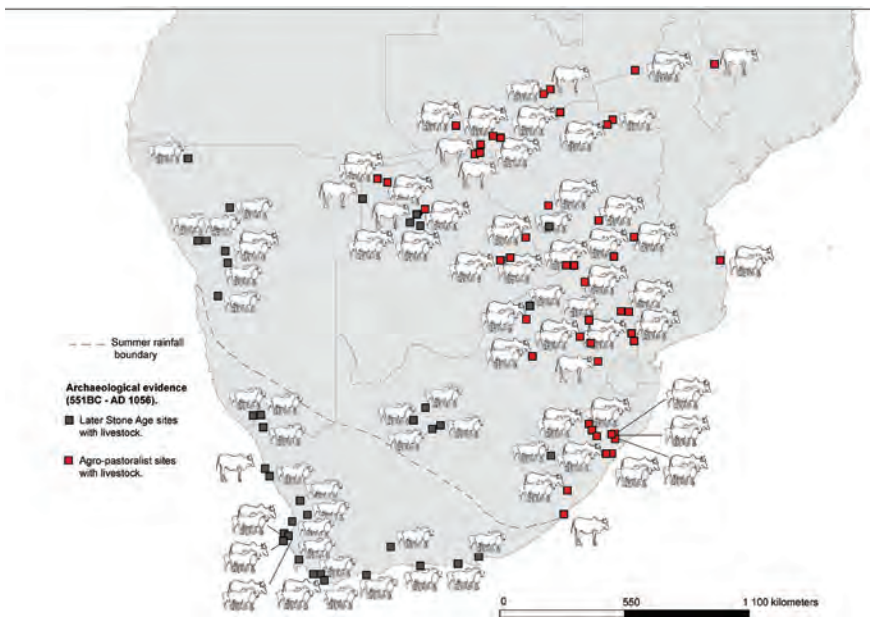 Summer rainfall
boundary
Archaeological evidence
(551BC - AD 1056).
Later Stone Age sites
with livestock.
Agro-pastoralist sites
with livestock.
0 550 1 100 kilometers